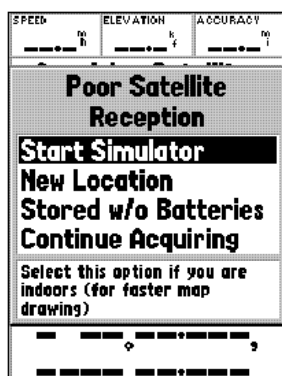 SPEED ELEVATION ACCURACY
m/h k/f m/i
Poor Satellite
Reception
Start Simulator
New Location
Stored w/o Batteries
Continue Acquiring
Select this option if you are
indoors (for faster map
drawing)